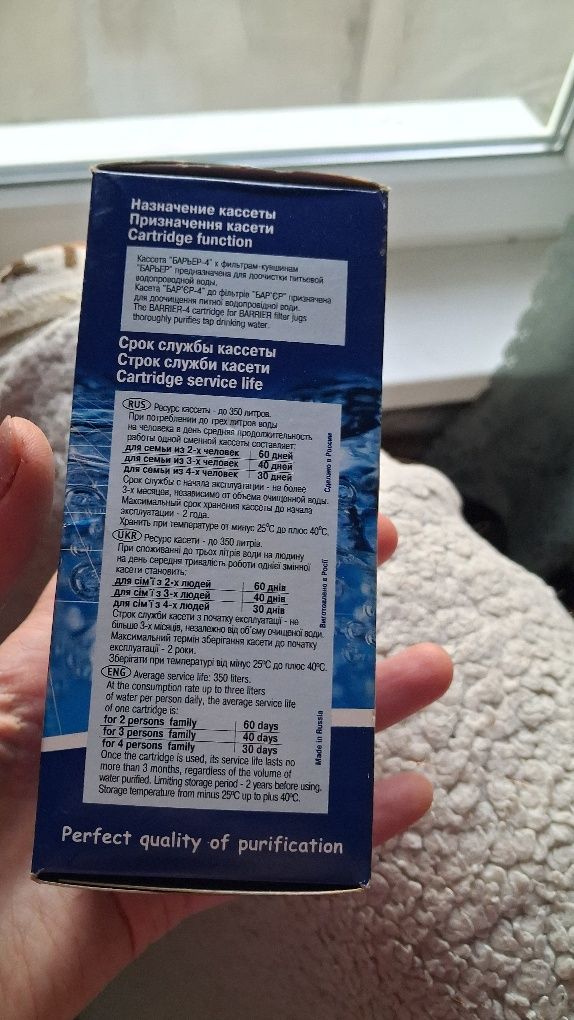 Назначение кассеты
Призначення касети
Cartridge function
Кассета "БАРЬЕР-4" к фильтрам-кувшинам
"БАРЬЕР" предназначена для доочистки питьевой
водопроводной воды.
Касета "БАР'ЄР-4" до фільтрів "БАР'ЄР" призначена
для доочищення питної водопровідної води.
The BARRIER-4 cartridge for BARRIER filter jugs
thoroughly purifies tap drinking water.
Срок службы кассеты
Строк служби касети
Cartridge service life
RUS Ресурс кассеты - до 350 литров.
При потреблении до трех литров воды
на человека в день средняя продолжительность
работы одной сменной кассеты составляет:
для семьи из 2-х человек 60 дней
для семьи из 3-х человек 40 дней
для семьи из 4-х человек 30 дней
Срок службы с начала эксплуатации - на более
3-х месяцев, независимо от объема очищенной воды.
Максимальный срок хранения кассеты до начала
эксплуатации - 2 года.
Хранить при температуре от минус 25°C до плюс 40°C.
Сделано в России
UKR Ресурс касети - до 350 літрів.
При споживанні до трьох літрів води на людину
на день середня тривалість роботи однієї змінної
касети становить:
для сім'ї з 2-х людей 60 днів
для сім'ї з 3-х людей 40 днів
для сім'ї з 4-х людей 30 днів
Строк служби касети з початку експлуатації - не
більше 3-х місяців, незалежно від об'єму очищеної води.
Максимальний термін зберігання касети до початку
експлуатації - 2 роки.
Зберігати при температурі від мінус 25°C до плюс 40°C.
Виготовлено в Росії
ENG Average service life: 350 liters.
At the consumption rate up to three liters
of water per person daily, the average service life
of one cartridge is:
for 2 persons family 60 days
for 3 persons family 40 days
for 4 persons family 30 days
Once the cartridge is used, its service life lasts no
more than 3 months, regardless of the volume of
water purified. Limiting storage period - 2 years before using.
Storage temperature from minus 25°C up to plus 40°C.
Made in Russia
Perfect quality of purification